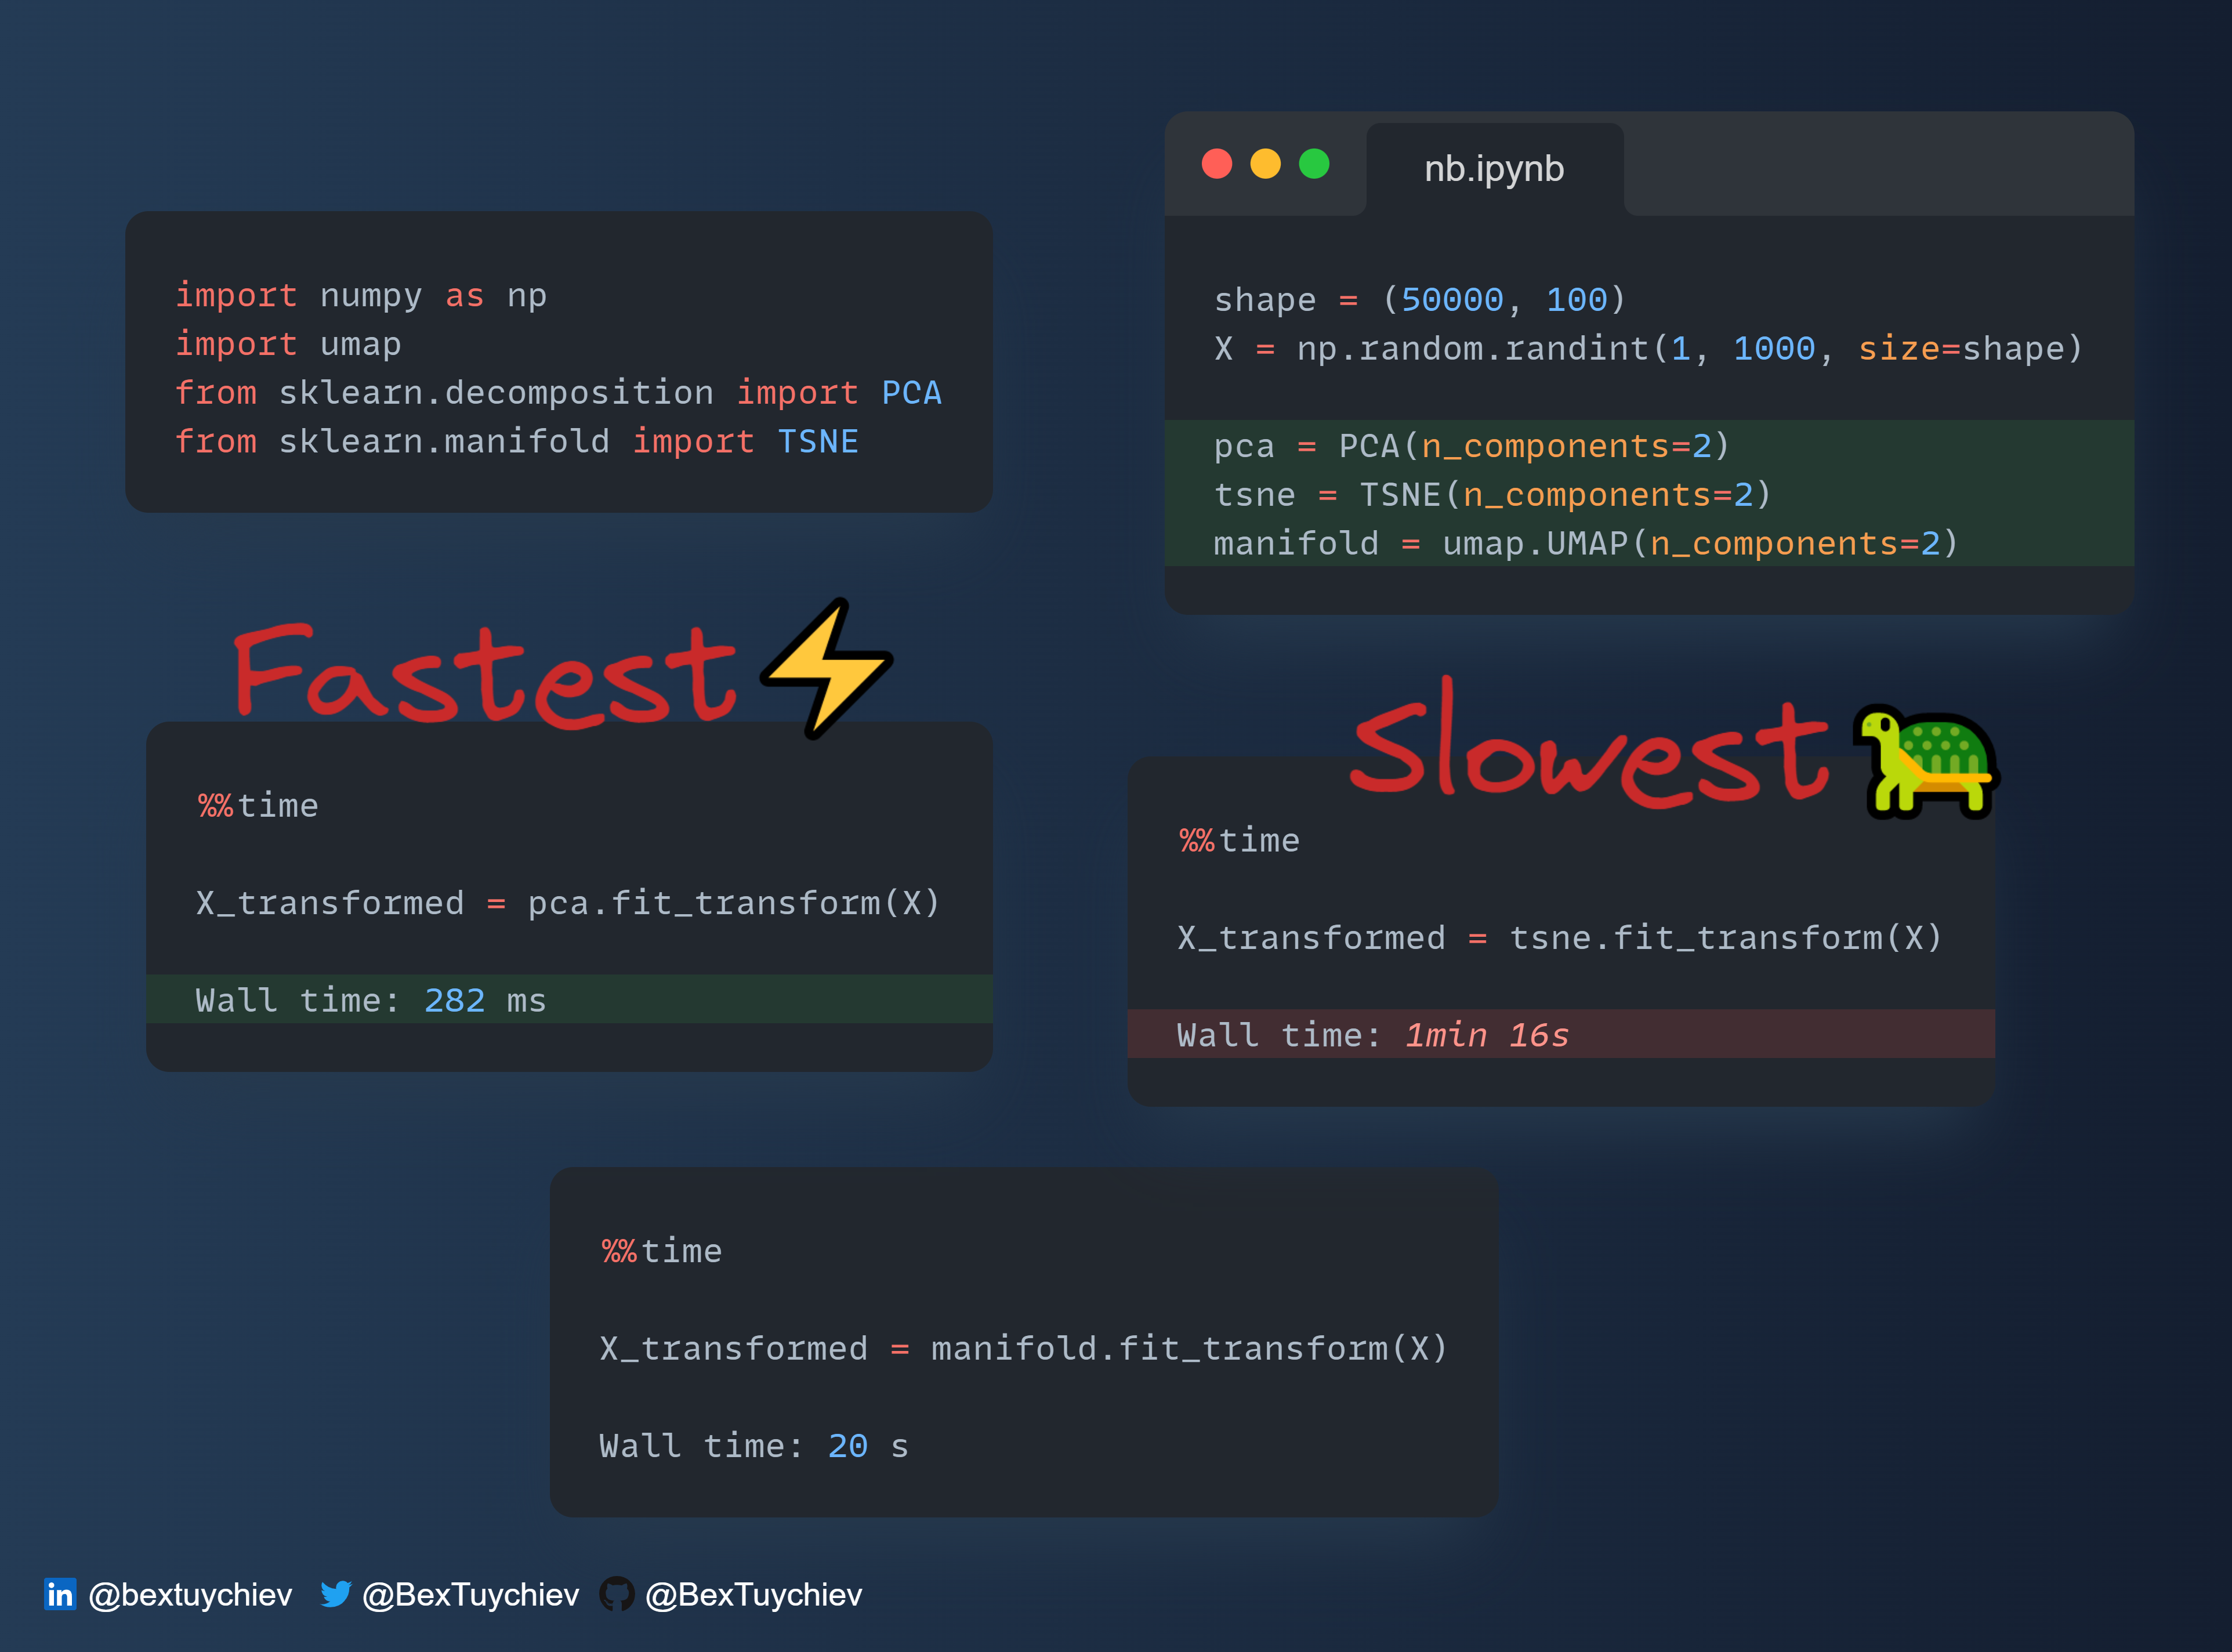 import numpy as np
import umap
from sklearn.decomposition import PCA
from sklearn.manifold import TSNE
nb.ipynb
shape = (50000, 100)
X = np.random.randint(1, 1000, size=shape)
pca = PCA(n_components=2)
tsne = TSNE(n_components=2)
manifold = umap.UMAP(n_components=2)
Fastest
%%time
X_transformed = pca.fit_transform(X)
Wall time: 282 ms
Slowest
%%time
X_transformed = tsne.fit_transform(X)
Wall time: 1min 16s
%%time
X_transformed = manifold.fit_transform(X)
Wall time: 20 s
in @bextuychiev @BexTuychiev @BexTuychiev